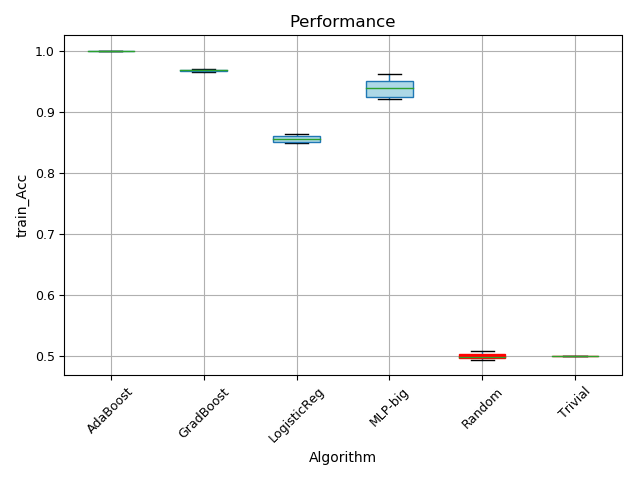 Performance
1.0
0.9
0.8
0.7
0.6
0.5
train_Acc
AdaBoost
GradBoost
LogisticReg
MLP-big
Random
Trivial
Algorithm